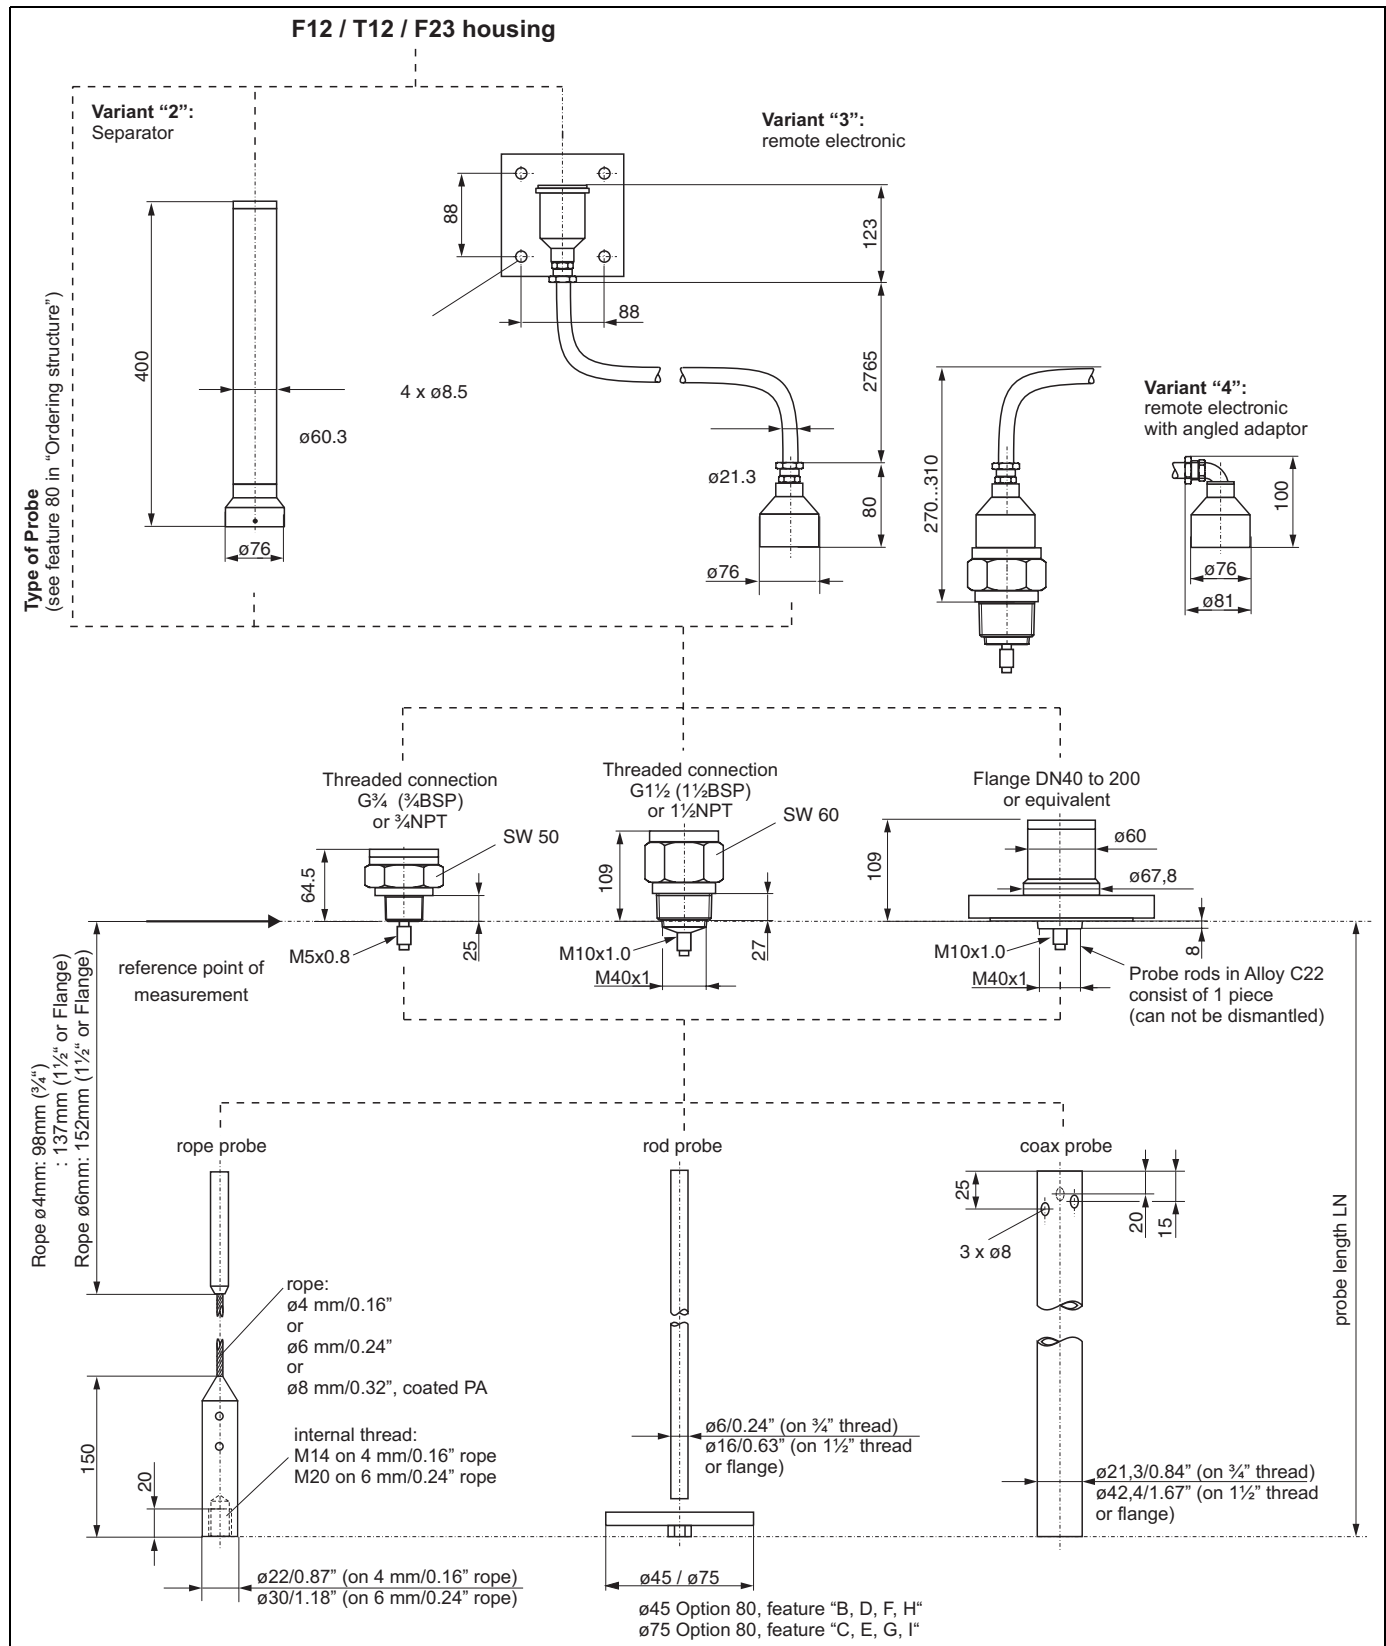 F12 / T12 / F23 housing
Variant “2”:
Separator
Variant “3”:
remote electronic
88
123
88
4 x ø8.5
2765
400
ø60.3
ø76
Type of Probe
(see feature 80 in “Ordering structure”)
ø21.3
80
ø76
270...310
Variant “4”:
remote electronic
with angled adaptor
100
ø76
ø81
Threaded connection
G¾ (¾BSP)
or ¾NPT
SW 50
64.5
M5x0.8
25
Threaded connection
G1½ (1½BSP)
or 1½NPT
SW 60
109
M10x1.0
M40x1
27
Flange DN40 to 200
or equivalent
ø60
109
ø67,8
M10x1.0
M40x1
8
Probe rods in Alloy C22
consist of 1 piece
(can not be dismantled)
reference point of
measurement
Rope ø4mm: 98mm (¾“)
: 137mm (1½“ or Flange)
Rope ø6mm: 152mm (1½“ or Flange)
rope probe
rod probe
coax probe
rope:
ø4 mm/0.16”
or
ø6 mm/0.24”
or
ø8 mm/0.32”, coated PA
internal thread:
M14 on 4 mm/0.16” rope
M20 on 6 mm/0.24” rope
150
20
ø22/0.87” (on 4 mm/0.16” rope)
ø30/1.18” (on 6 mm/0.24” rope)
ø6/0.24” (on ¾” thread)
ø16/0.63” (on 1½” thread
or flange)
ø45 / ø75
ø45 Option 80, feature “B, D, F, H“
ø75 Option 80, feature “C, E, G, I“
25
3 x ø8
20
15
ø21,3/0.84” (on ¾” thread)
ø42,4/1.67” (on 1½” thread
or flange)
probe length LN